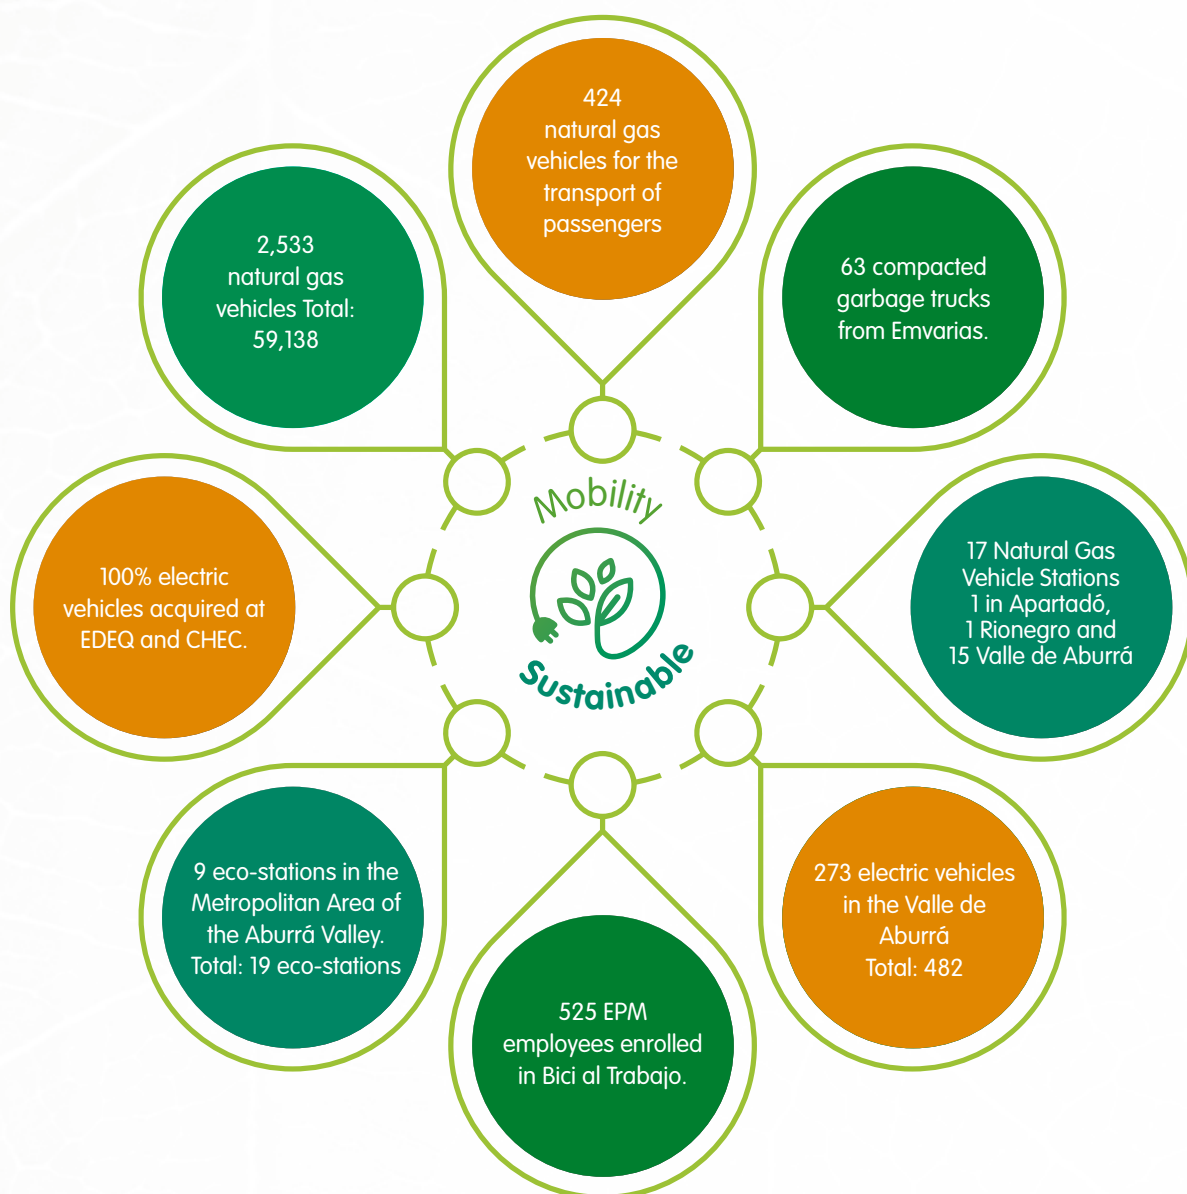 424
natural gas
vehicles for the
transport of
passengers
2,533
natural gas
vehicles Total:
59,138
63 compacted
garbage trucks
from Emvarias.
Mobility
Sustainable
100% electric
vehicles acquired at
EDEQ and CHEC.
17 Natural Gas
Vehicle Stations
1 in Apartadó,
1 Rionegro and
15 Valle de Aburrá
9 eco-stations in the
Metropolitan Area of
the Aburrá Valley.
Total: 19 eco-stations
273 electric vehicles
in the Valle de
Aburrá
Total: 482
525 EPM
employees enrolled
in Bici al Trabajo.